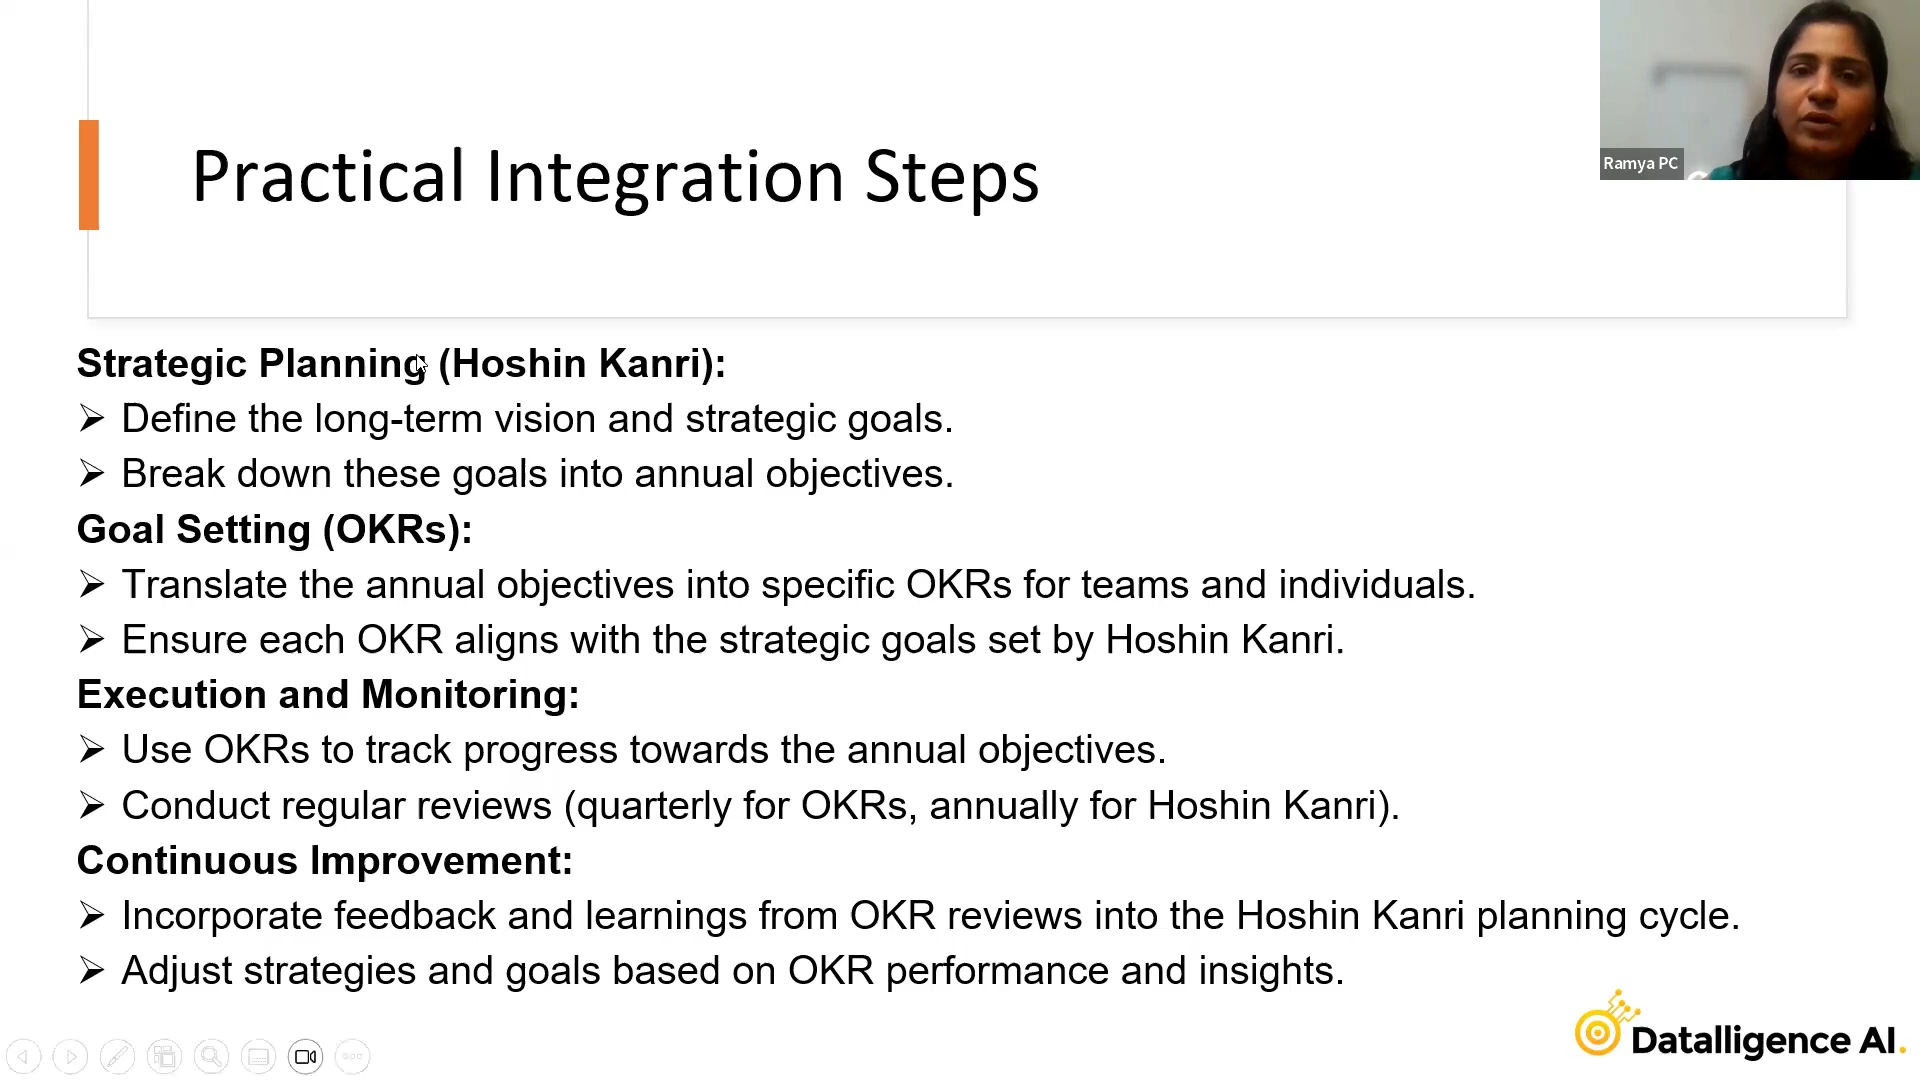 Ramya PC
Practical Integration Steps
Strategic Planning (Hoshin Kanri):
➢ Define the long-term vision and strategic goals.
➢ Break down these goals into annual objectives.
Goal Setting (OKRs):
➢ Translate the annual objectives into specific OKRs for teams and individuals.
➢ Ensure each OKR aligns with the strategic goals set by Hoshin Kanri.
Execution and Monitoring:
➢ Use OKRs to track progress towards the annual objectives.
➢ Conduct regular reviews (quarterly for OKRs, annually for Hoshin Kanri).
Continuous Improvement:
➢ Incorporate feedback and learnings from OKR reviews into the Hoshin Kanri planning cycle.
➢ Adjust strategies and goals based on OKR performance and insights.
Datalligence AI.